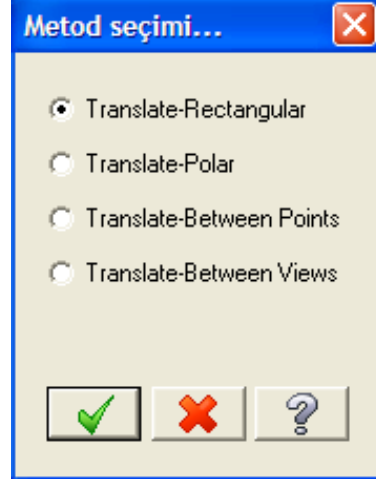 Metod seçimi...
Translate-Rectangular
Translate-Polar
Translate-Between Points
Translate-Between Views